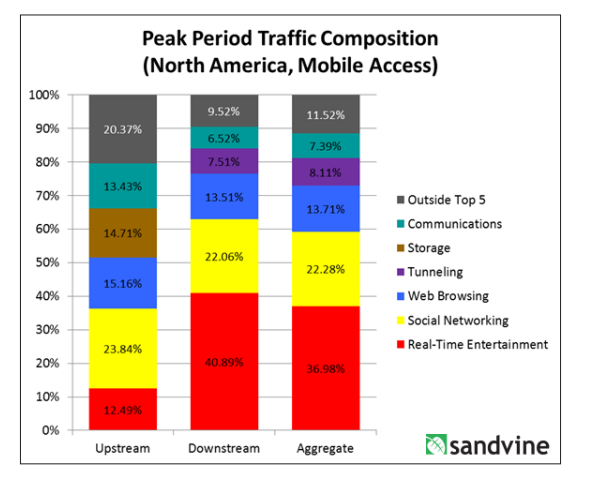 Peak Period Traffic Composition
(North America, Mobile Access)
100%
90%
80%
70%
60%
50%
40%
30%
20%
10%
0%
20.37%
13.43%
14.71%
15.16%
23.84%
12.49%
9.52%
6.52%
7.51%
13.51%
22.06%
40.89%
11.52%
7.39%
8.11%
13.71%
22.28%
36.98%
Upstream
Downstream
Aggregate
Outside Top 5
Communications
Storage
Tunneling
Web Browsing
Social Networking
Real-Time Entertainment
sandvine